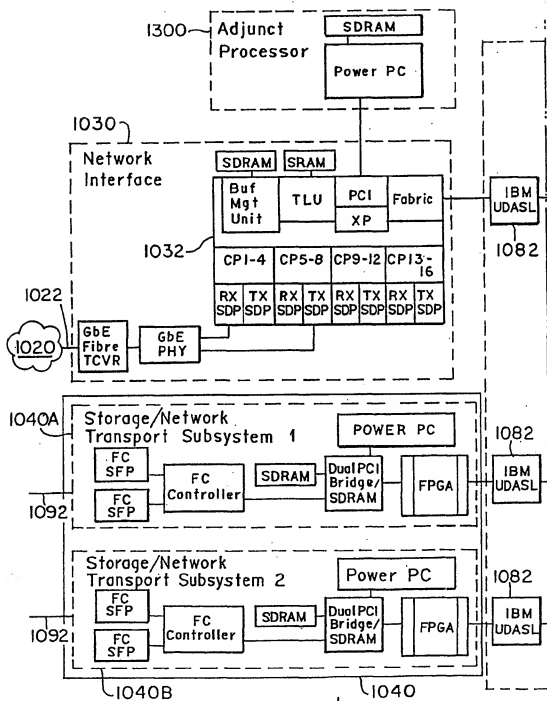 1300
Adjunct
Processor
SDRAM
Power PC
1030
Network
Interface
SDRAM
SRAM
Buf
Mgt
Unit
TLU
PCI
XP
Fabric
1032
CP1-4
CP5-8
CP9-12
CP13-
16
RX
SDP
TX
SDP
RX
SDP
TX
SDP
RX
SDP
TX
SDP
RX
SDP
TX
SDP
IBM
UDASL
1082
1022
1020
GbE
Fibre
TCVR
GbE
PHY
1040A
Storage/Network
Transport Subsystem 1
POWER PC
FC
SFP
FC
SFP
FC
Controller
SDRAM
Dual PCI
Bridge/
SDRAM
FPGA
1082
IBM
UDASL
1092
Storage/Network
Transport Subsystem 2
Power PC
FC
SFP
FC
SFP
FC
Controller
SDRAM
Dual PCI
Bridge/
SDRAM
FPGA
1082
IBM
UDASL
1092
1040B
1040